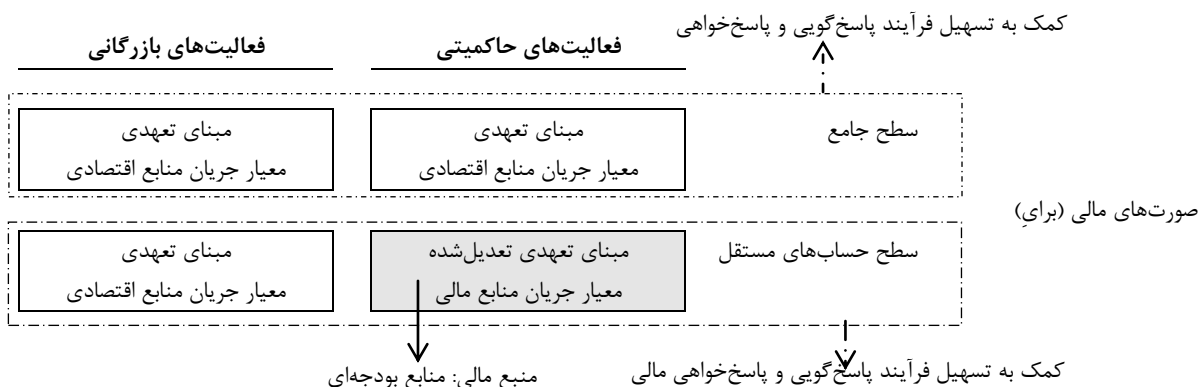 کمک به تسهیل فرآیند پاسخ‌گویی و پاسخ‌خواهی
فعالیت‌های حاکمیتی
فعالیت‌های بازرگانی
سطح جامع
مبنای تعهدی
معیار جریان منابع اقتصادی
مبنای تعهدی
معیار جریان منابع اقتصادی
صورت‌های مالی (برایِ)
سطح حساب‌های مستقل
مبنای تعهدی تعدیل‌شده
معیار جریان منابع مالی
مبنای تعهدی
معیار جریان منابع اقتصادی
کمک به تسهیل فرآیند پاسخ‌گویی و پاسخ‌خواهی مالی
منبع مالی: منابع بودجه‌ای